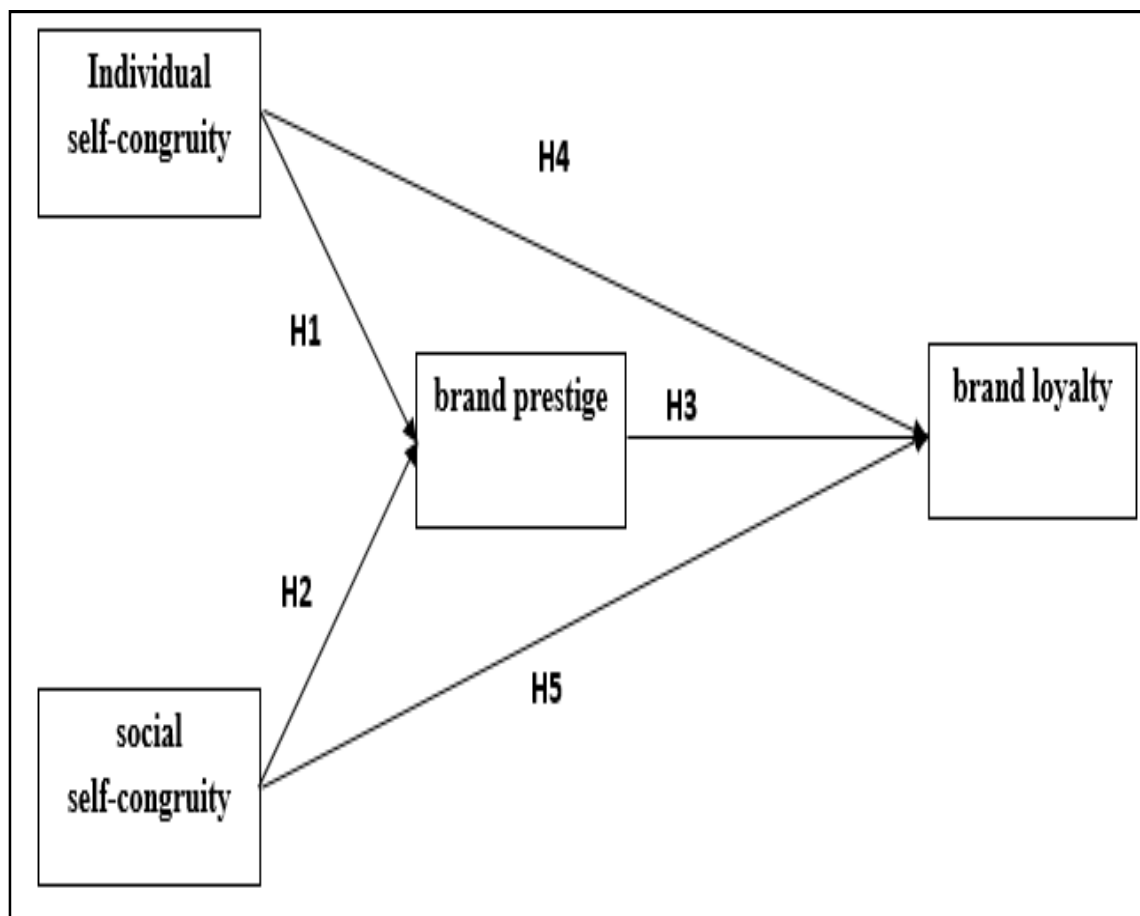 Individual
self-congruity
H4
H1
brand prestige
H3
brand loyalty
H2
H5
social
self-congruity